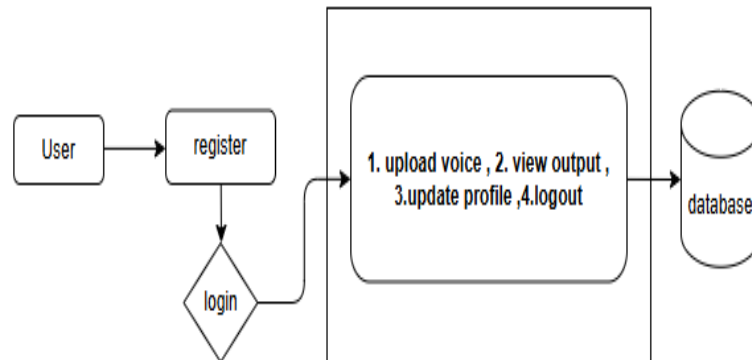 User
register
login
1. upload voice , 2. view output ,
3.update profile ,4.logout
database